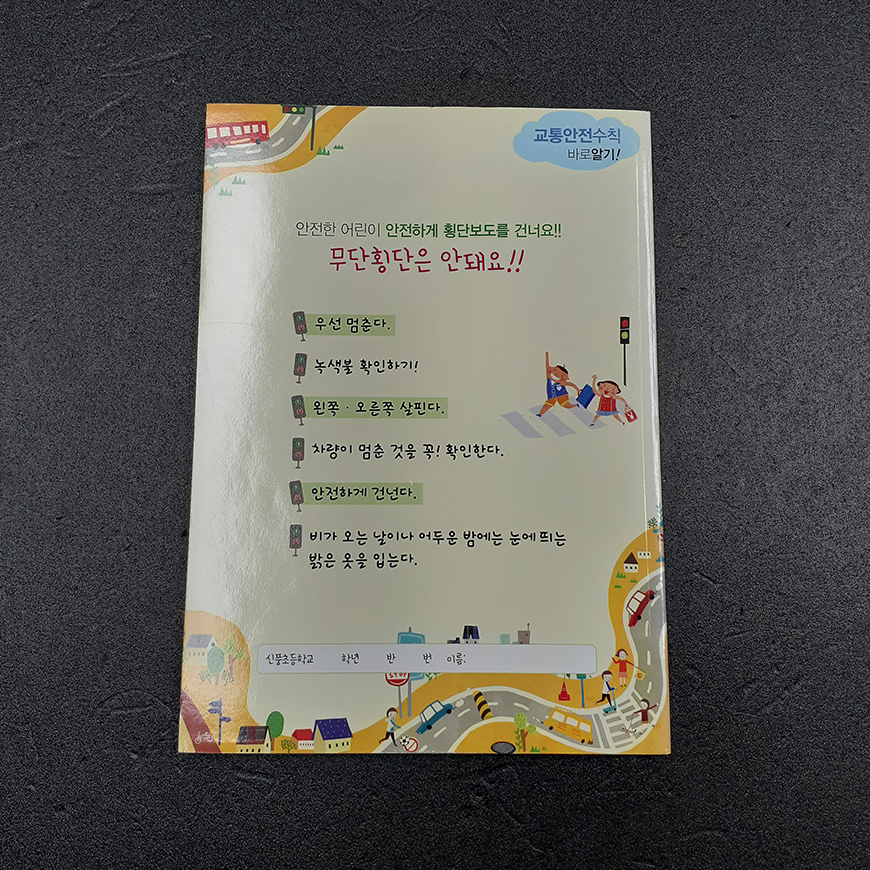 교통안전수칙
바로알기!
안전한 어린이 안전하게 횡단보도를 건너요!!
무단횡단은 안돼요!!
우선 멈춘다.
녹색불 확인하기!
왼쪽 · 오른쪽 살핀다.
차량이 멈춘 것을 꼭! 확인한다.
안전하게 건넌다.
비가 오는 날이나 어두운 밤에는 눈에 띄는
밝은 옷을 입는다.
신풍초등학교 학년 반 번 이름:
STOP